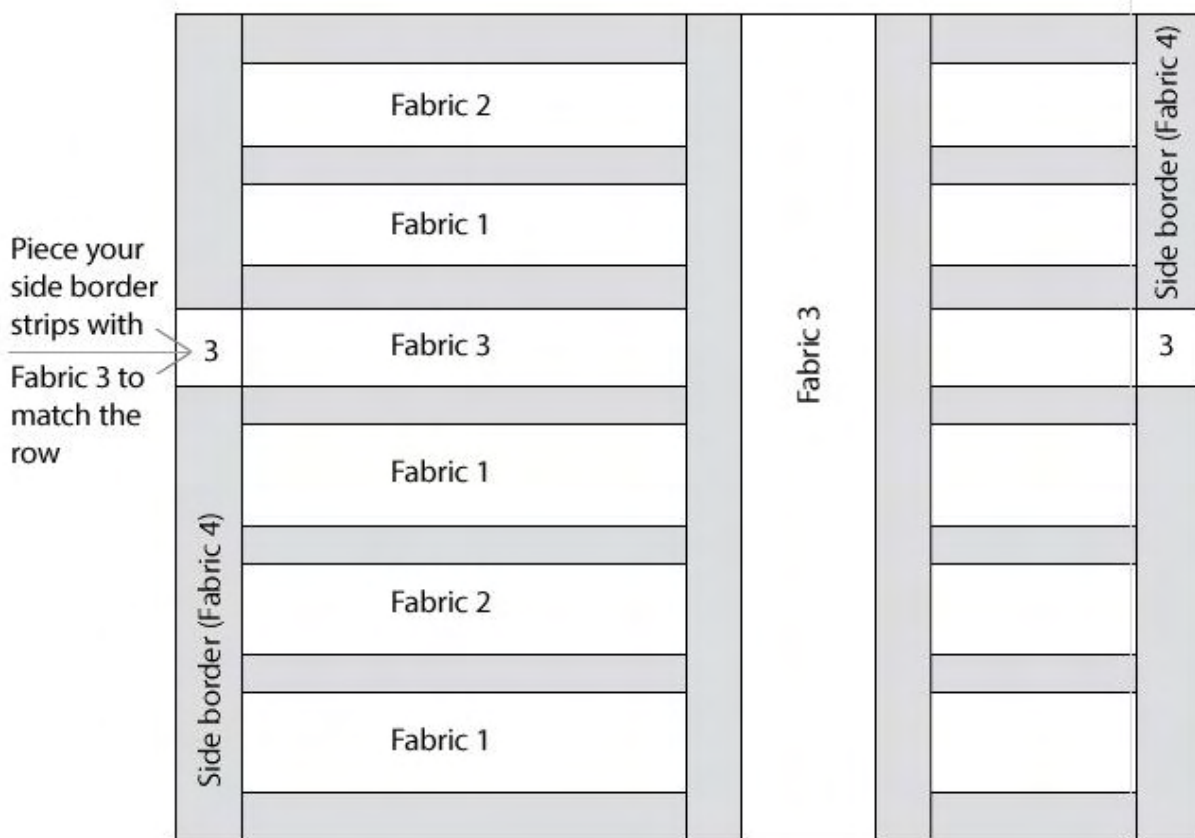 Piece your
side border
strips with
Fabric 3 to
match the
row
3
Side border (Fabric 4)
Fabric 2
Fabric 1
Fabric 3
Fabric 1
Fabric 2
Fabric 1
Fabric 3
Side border (Fabric 4)
3